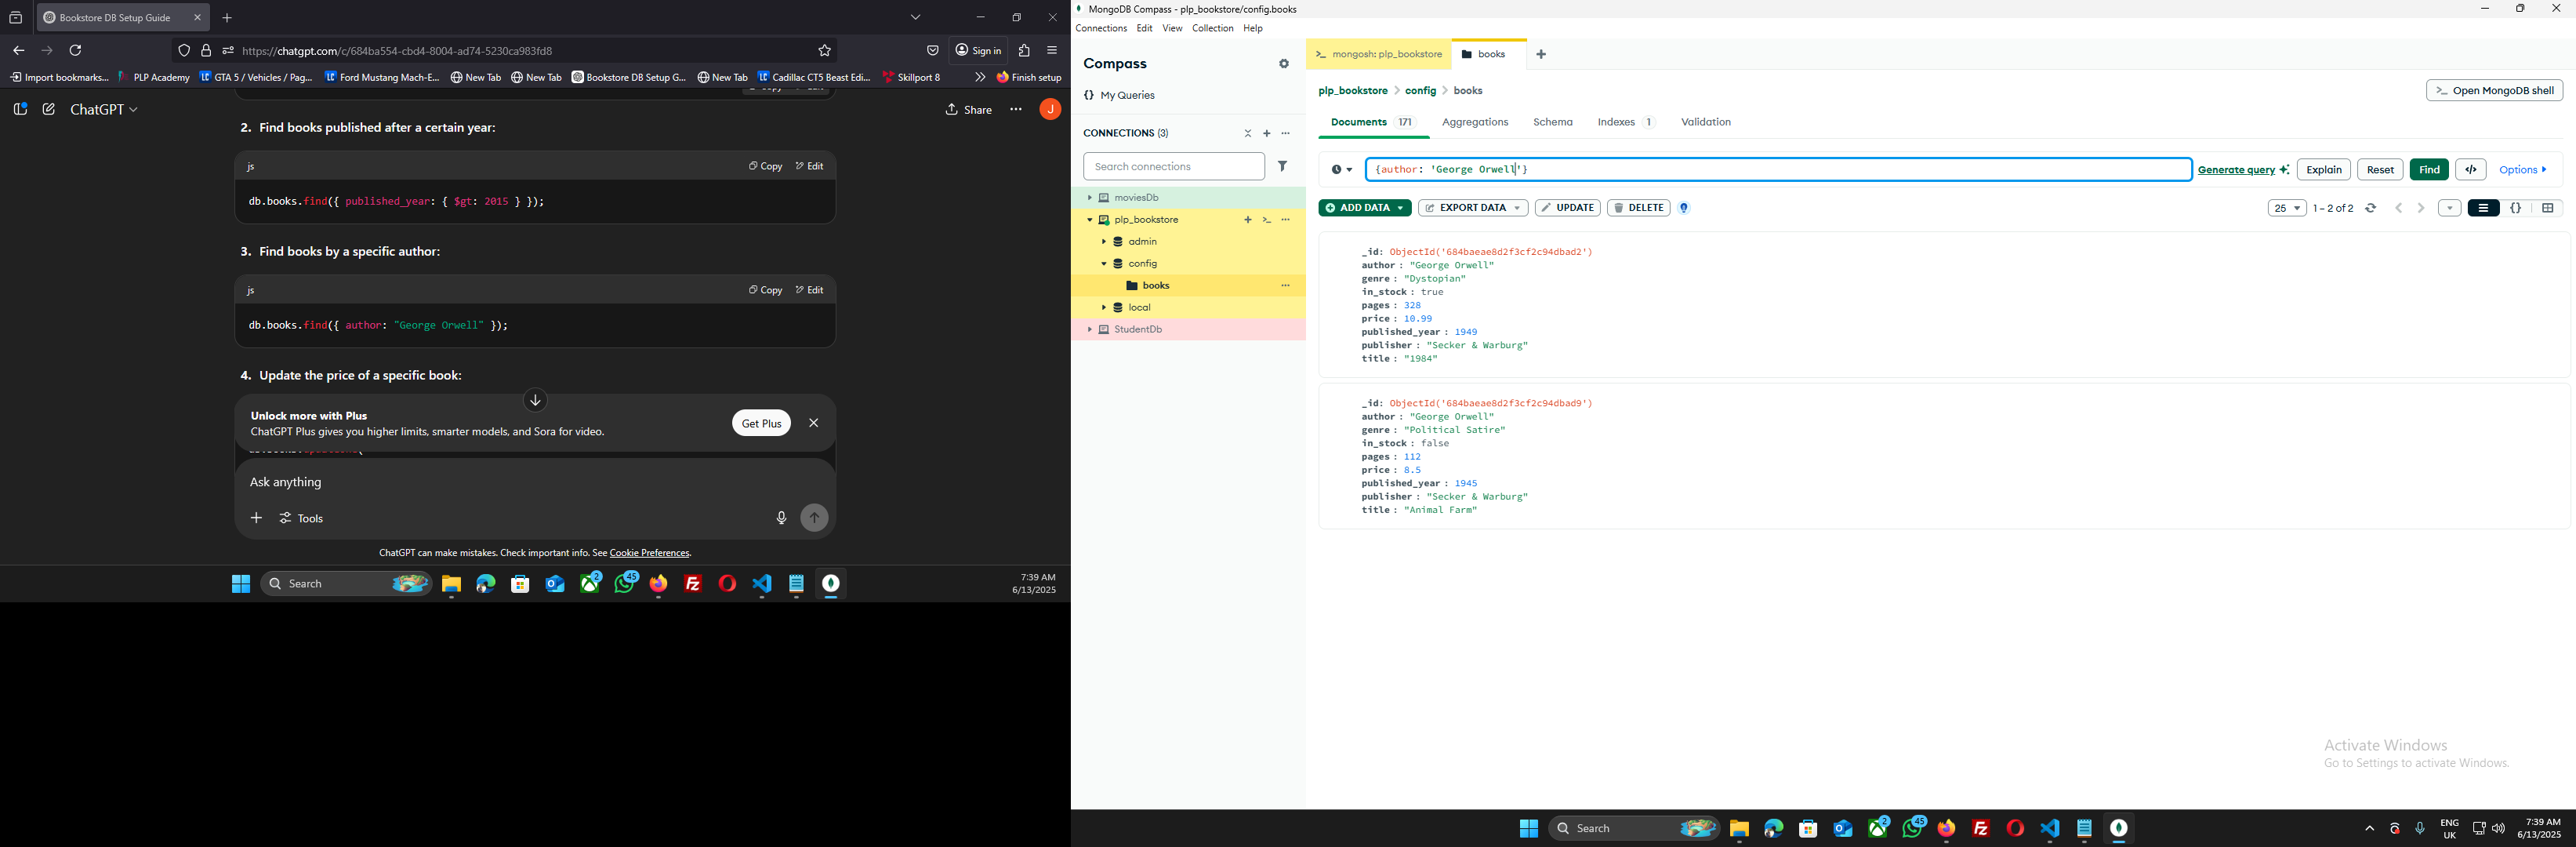 Bookstore DB Setup Guide
https://chatgpt.com/c/684ba554-cbd4-8004-ad74-5230ca983fd8
Sign in
Import bookmarks... PLP Academy GTA 5 / Vehicles / Pag... Ford Mustang Mach-E... New Tab New Tab Bookstore DB Setup G... New Tab Cadillac CT5 Beast Edi... Skillport 8 Finish setup
ChatGPT
Share
J
2. Find books published after a certain year:
js
Copy Edit
db.books.find({ published_year: { $gt: 2015 } });
3. Find books by a specific author:
js
Copy Edit
db.books.find({ author: "George Orwell" });
4. Update the price of a specific book:
Unlock more with Plus
ChatGPT Plus gives you higher limits, smarter models, and Sora for video.
Get Plus
Ask anything
Tools
ChatGPT can make mistakes. Check important info. See Cookie Preferences.
Search
2
45
7:39 AM
6/13/2025
MongoDB Compass - plp_bookstore/config.books
Connections Edit View Collection Help
Compass
My Queries
CONNECTIONS (3)
Search connections
moviesDb
plp_bookstore
admin
config
books
local
StudentDb
mongosh: plp_bookstore
books
plp_bookstore > config > books
Open MongoDB shell
Documents 171 Aggregations Schema Indexes 1 Validation
{author: 'George Orwell'}
Generate query Explain Reset Find </> Options
ADD DATA EXPORT DATA UPDATE DELETE
25 1 – 2 of 2
_id: ObjectId('684baeae8d2f3cf2c94dbad2')
author : "George Orwell"
genre : "Dystopian"
in_stock : true
pages : 328
price : 10.99
published_year : 1949
publisher : "Secker & Warburg"
title : "1984"
_id: ObjectId('684baeae8d2f3cf2c94dbad9')
author : "George Orwell"
genre : "Political Satire"
in_stock : false
pages : 112
price : 8.5
published_year : 1945
publisher : "Secker & Warburg"
title : "Animal Farm"
Activate Windows
Go to Settings to activate Windows.
Search
2
45
ENG
UK
7:39 AM
6/13/2025